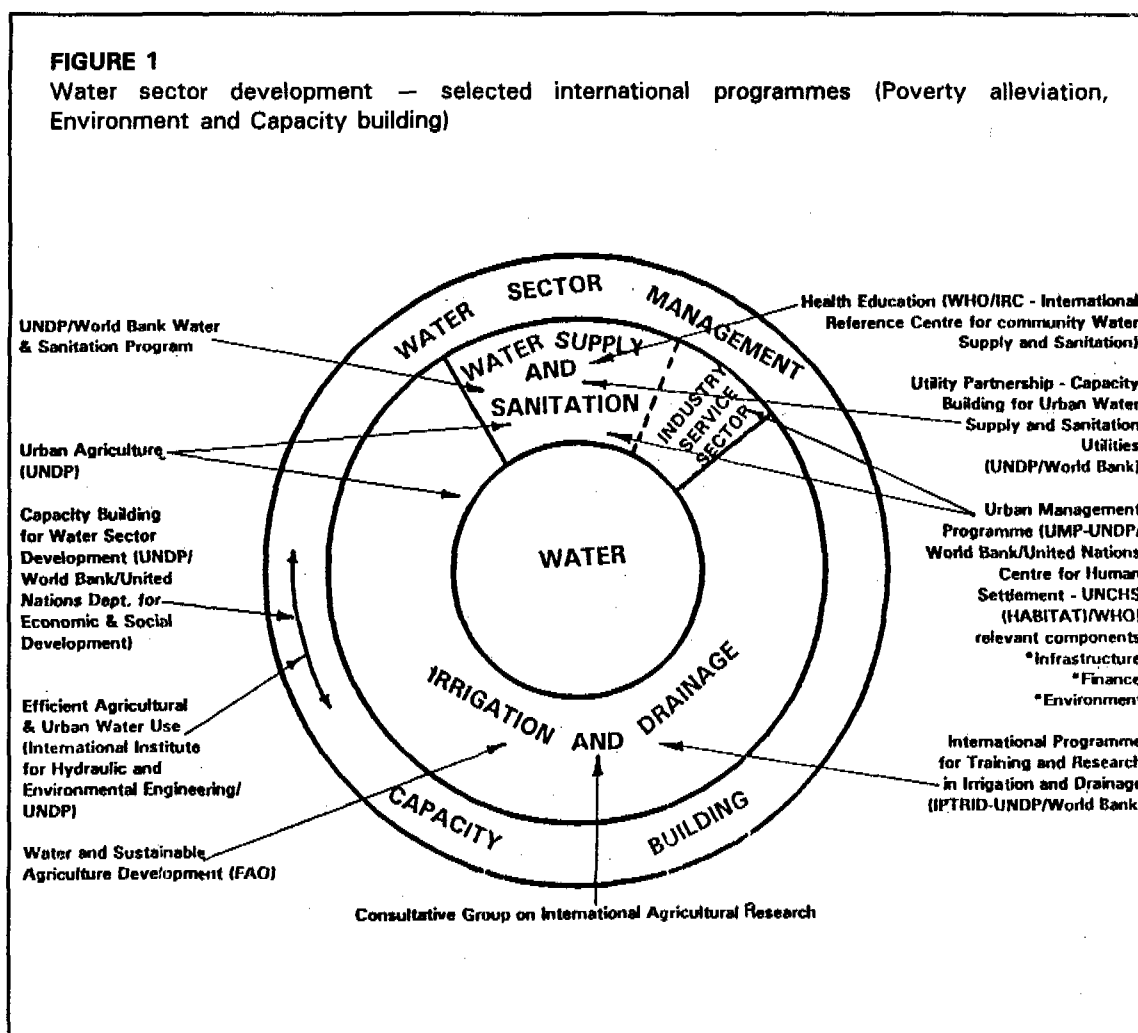 FIGURE 1
Water sector development — selected international programmes (Poverty alleviation,
Environment and Capacity building)
WATER SECTOR MANAGEMENT
UNDP/World Bank Water
& Sanitation Program
Urban Agriculture
(UNDP)
Capacity Building
for Water Sector
Development (UNDP/
World Bank/United
Nations Dept. for
Economic & Social
Development)
Efficient Agricultural
& Urban Water Use
(International Institute
for Hydraulic and
Environmental Engineering/
UNDP)
Water and Sustainable
Agriculture Development (FAO)
WATER SUPPLY
AND
SANITATION
INDUSTRY
SERVICE
SECTOR
WATER
IRRIGATION AND DRAINAGE
CAPACITY BUILDING
Health Education (WHO/IRC - International
Reference Centre for community Water
Supply and Sanitation)
Utility Partnership - Capacity
Building for Urban Water
Supply and Sanitation
Utilities
(UNDP/World Bank)
Urban Management
Programme (UMP-UNDP/
World Bank/United Nations
Centre for Human
Settlement - UNCHS
(HABITAT)/WHO)
relevant components
*Infrastructure
*Finance
*Environment
International Programme
for Training and Research
in Irrigation and Drainage
(IPTRID-UNDP/World Bank
Consultative Group on International Agricultural Research